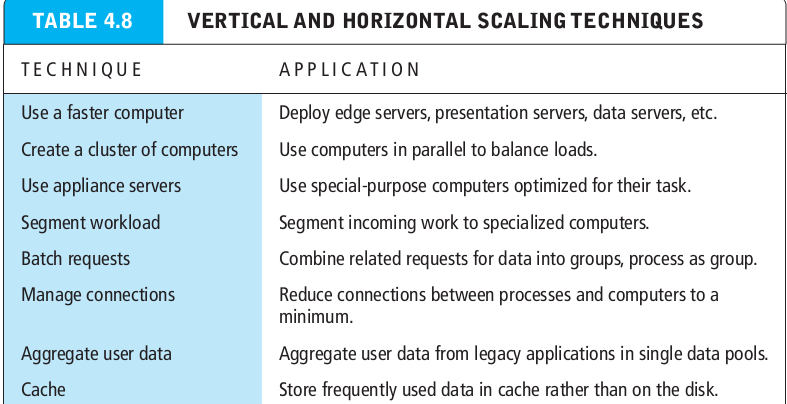 TABLE 4.8 VERTICAL AND HORIZONTAL SCALING TECHNIQUES
TECHNIQUE APPLICATION
Use a faster computer Deploy edge servers, presentation servers, data servers, etc.
Create a cluster of computers Use computers in parallel to balance loads.
Use appliance servers Use special-purpose computers optimized for their task.
Segment workload Segment incoming work to specialized computers.
Batch requests Combine related requests for data into groups, process as group.
Manage connections Reduce connections between processes and computers to a
minimum.
Aggregate user data Aggregate user data from legacy applications in single data pools.
Cache Store frequently used data in cache rather than on the disk.